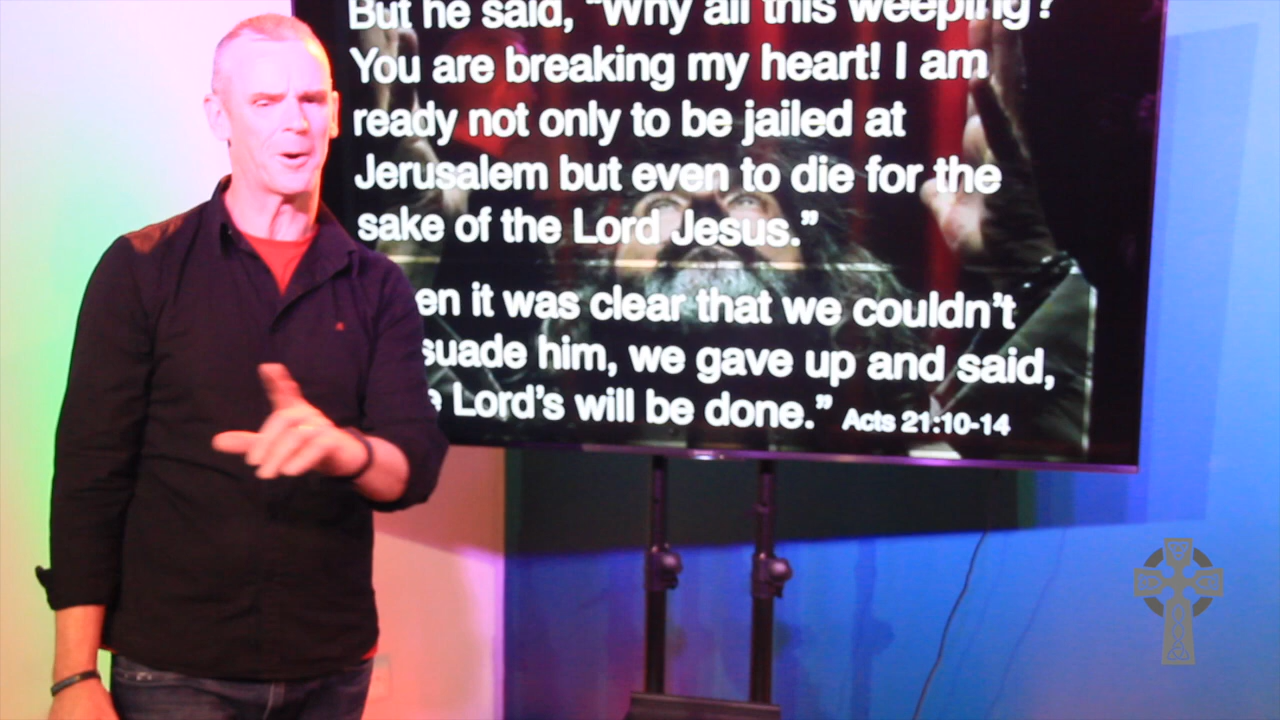 But he said, “Why all this weeping?
You are breaking my heart! I am
ready not only to be jailed at
Jerusalem but even to die for the
sake of the Lord Jesus.”
en it was clear that we couldn’t
suade him, we gave up and said,
e Lord’s will be done.” Acts 21:10-14